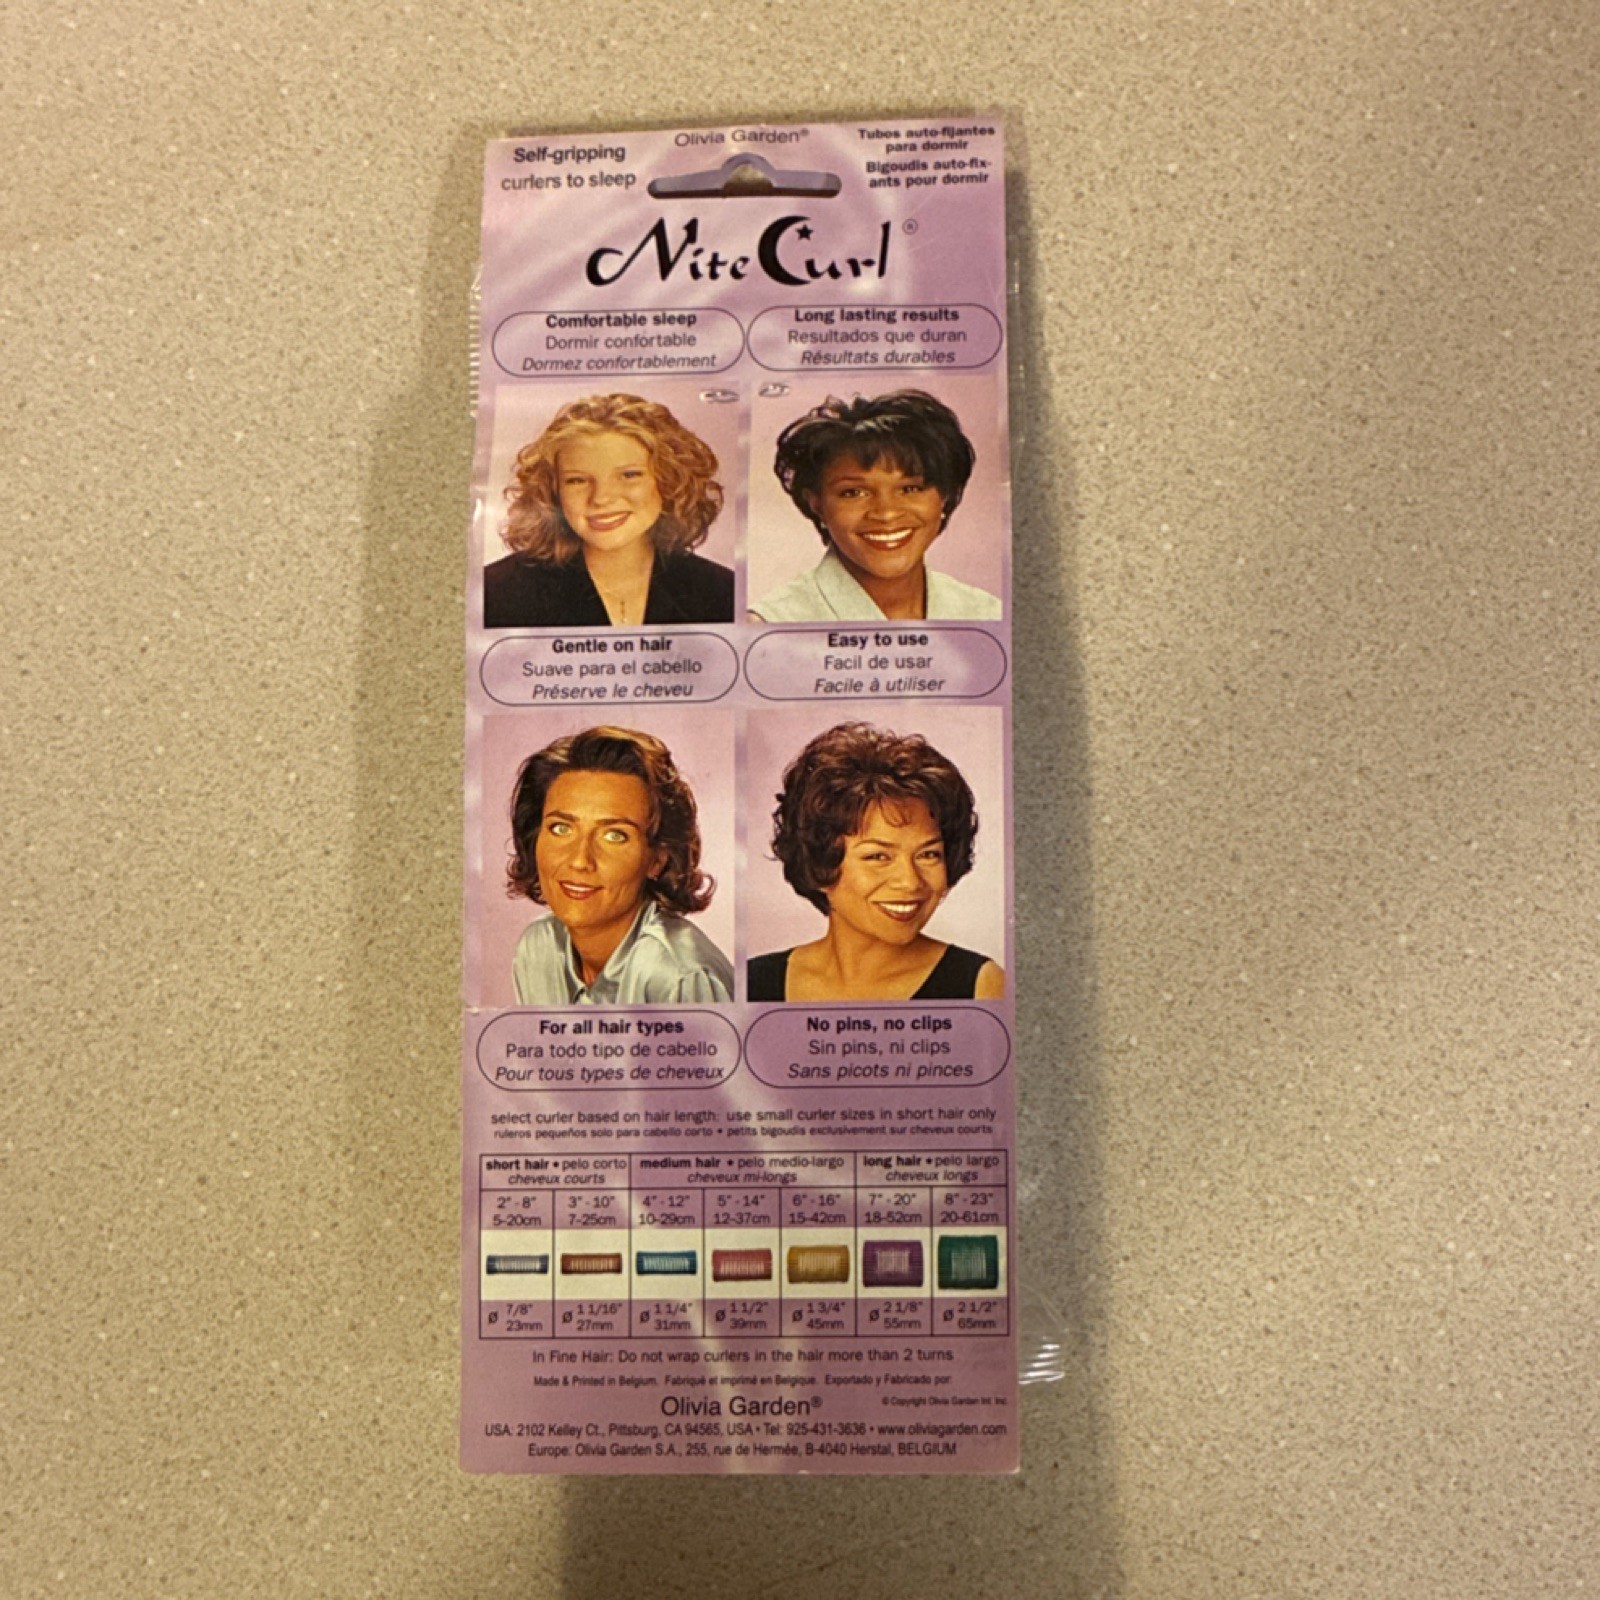 Olivia Garden®
Self-gripping
curlers to sleep
Tubos auto-fijantes
para dormir
Bigoudis auto-fix-
ants pour dormir
NiteCurl®
Comfortable sleep
Dormir confortable
Dormez confortablement
Long lasting results
Resultados que duran
Résultats durables
Gentle on hair
Suave para el cabello
Préserve le cheveu
Easy to use
Facil de usar
Facile à utiliser
For all hair types
Para todo tipo de cabello
Pour tous types de cheveux
No pins, no clips
Sin pins, ni clips
Sans picots ni pinces
select curler based on hair length: use small curler sizes in short hair only
ruleros pequeños solo para cabello corto • petits bigoudis exclusivement sur cheveux courts
short hair • pelo corto
cheveux courts
medium hair • pelo medio-largo
cheveux mi-longs
long hair • pelo largo
cheveux longs
2" - 8" 3" - 10" 4" - 12" 5" - 14" 6" - 16" 7" - 20" 8" - 23"
5-20cm 7-25cm 10-29cm 12-37cm 15-42cm 18-52cm 20-61cm
ø 7/8" ø 1 1/16" ø 1 1/4" ø 1 1/2" ø 1 3/4" ø 2 1/8" ø 2 1/2"
23mm 27mm 31mm 39mm 45mm 55mm 65mm
In Fine Hair: Do not wrap curlers in the hair more than 2 turns
Made & Printed in Belgium. Fabriqué et imprimé en Belgique. Exportado y Fabricado por:
Olivia Garden®
© Copyright Olivia Garden Int. Inc.
USA: 2102 Kelley Ct., Pittsburg, CA 94565, USA • Tel: 925-431-3636 • www.oliviagarden.com
Europe: Olivia Garden S.A., 255, rue de Hermée, B-4040 Herstal, BELGIUM